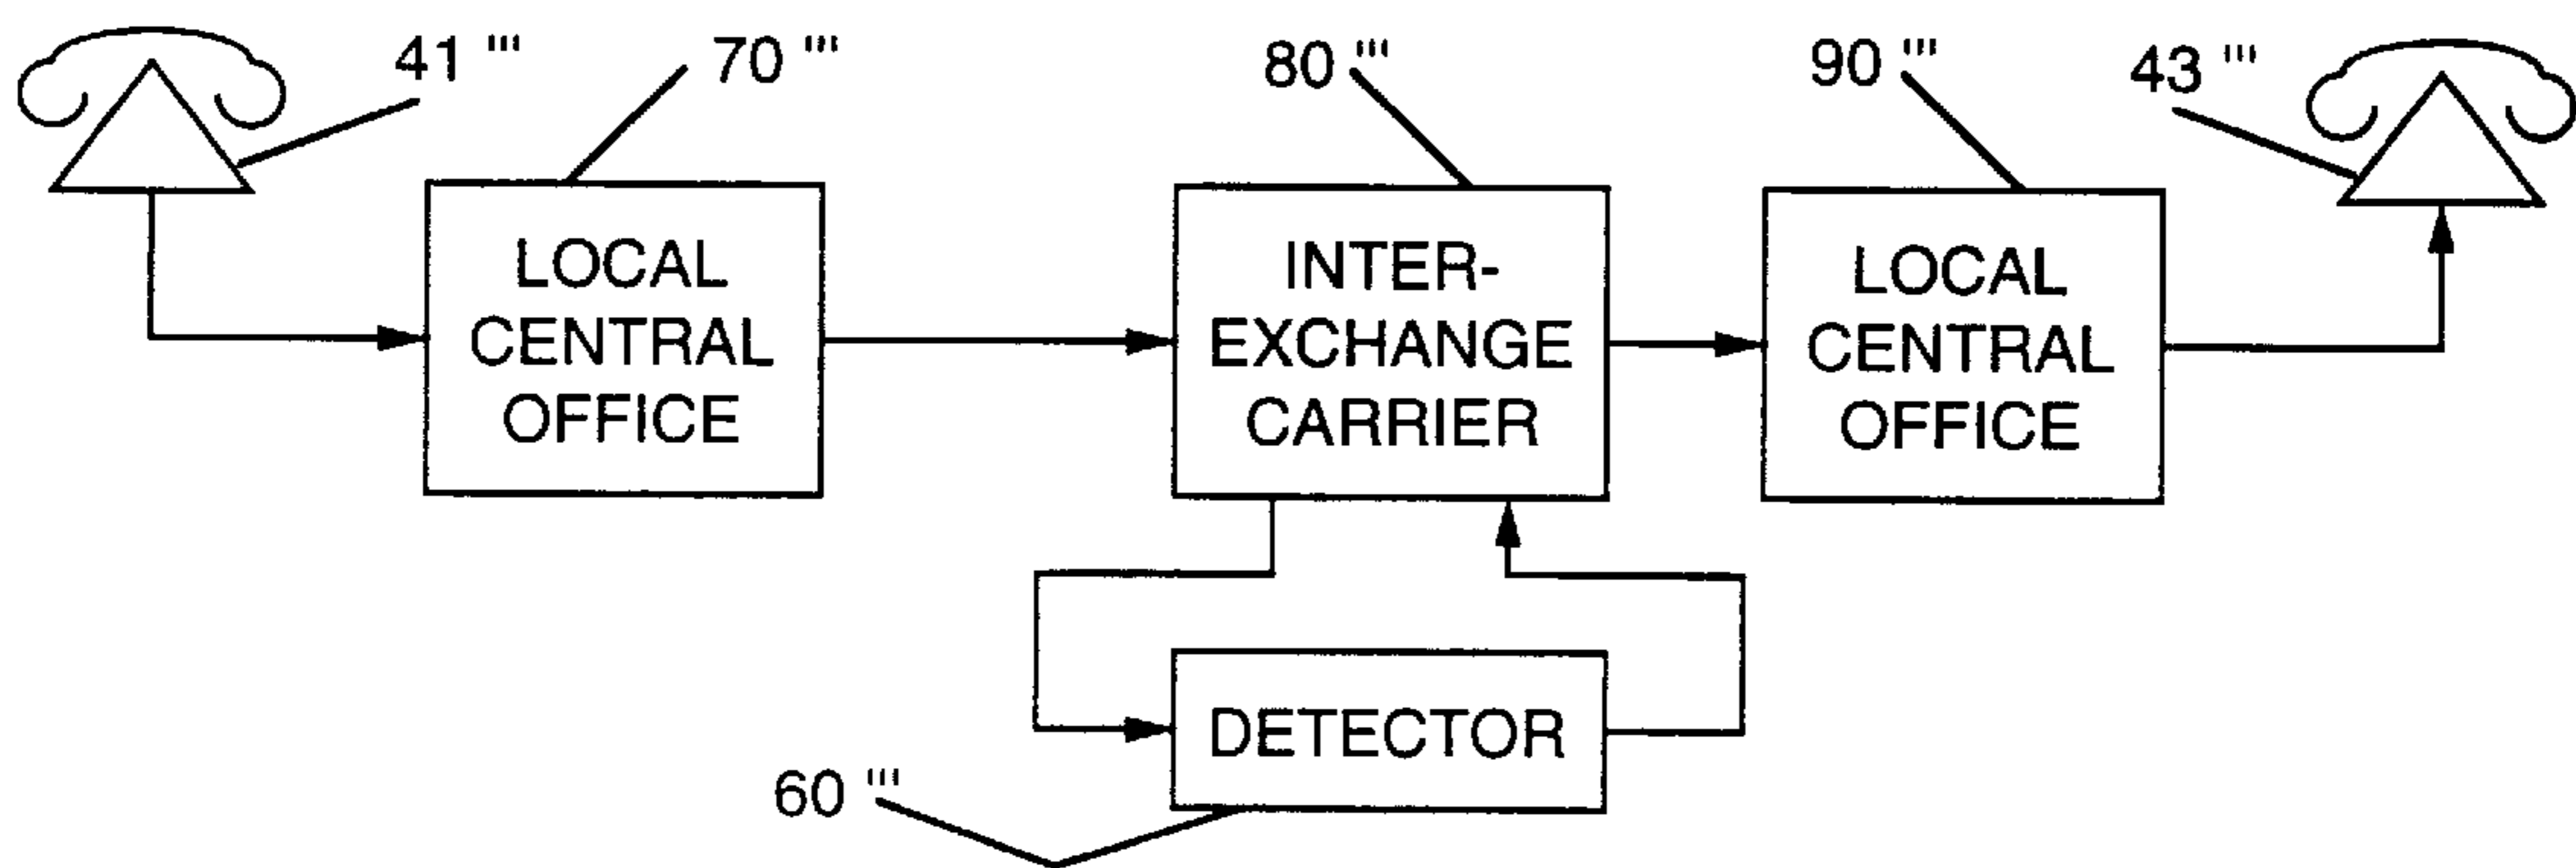 41 '''
70 '''
80 '''
90 '''
43 '''
LOCAL
CENTRAL
OFFICE
INTER-
EXCHANGE
CARRIER
LOCAL
CENTRAL
OFFICE
DETECTOR
60 '''